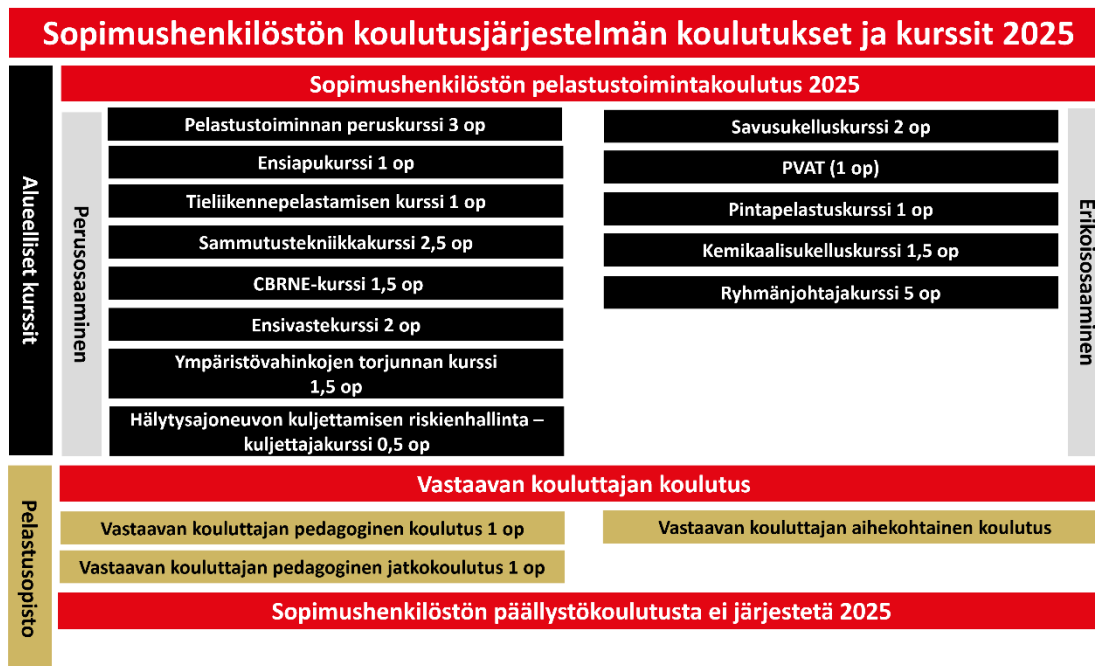 Sopimushenkilöstön koulutusjärjestelmän koulutukset ja kurssit 2025
Alueelliset kurssit
Sopimushenkilöstön pelastustoimintakoulutus 2025
Perusosaaminen
Pelastustoiminnan peruskurssi 3 op
Ensiapukurssi 1 op
Tieliikennepelastamisen kurssi 1 op
Sammutustekniikkakurssi 2,5 op
CBRNE-kurssi 1,5 op
Ensivastekurssi 2 op
Ympäristövahinkojen torjunnan kurssi
1,5 op
Hälytysajoneuvon kuljettamisen riskienhallinta –
kuljettajakurssi 0,5 op
Savusukelluskurssi 2 op
PVAT (1 op)
Pintapelastuskurssi 1 op
Kemikaalisukelluskurssi 1,5 op
Ryhmänjohtajakurssi 5 op
Erikoisosaaminen
Pelastusopisto
Vastaavan kouluttajan koulutus
Vastaavan kouluttajan pedagoginen koulutus 1 op
Vastaavan kouluttajan pedagoginen jatkokoulutus 1 op
Vastaavan kouluttajan aihekohtainen koulutus
Sopimushenkilöstön päällystökoulutusta ei järjestetä 2025